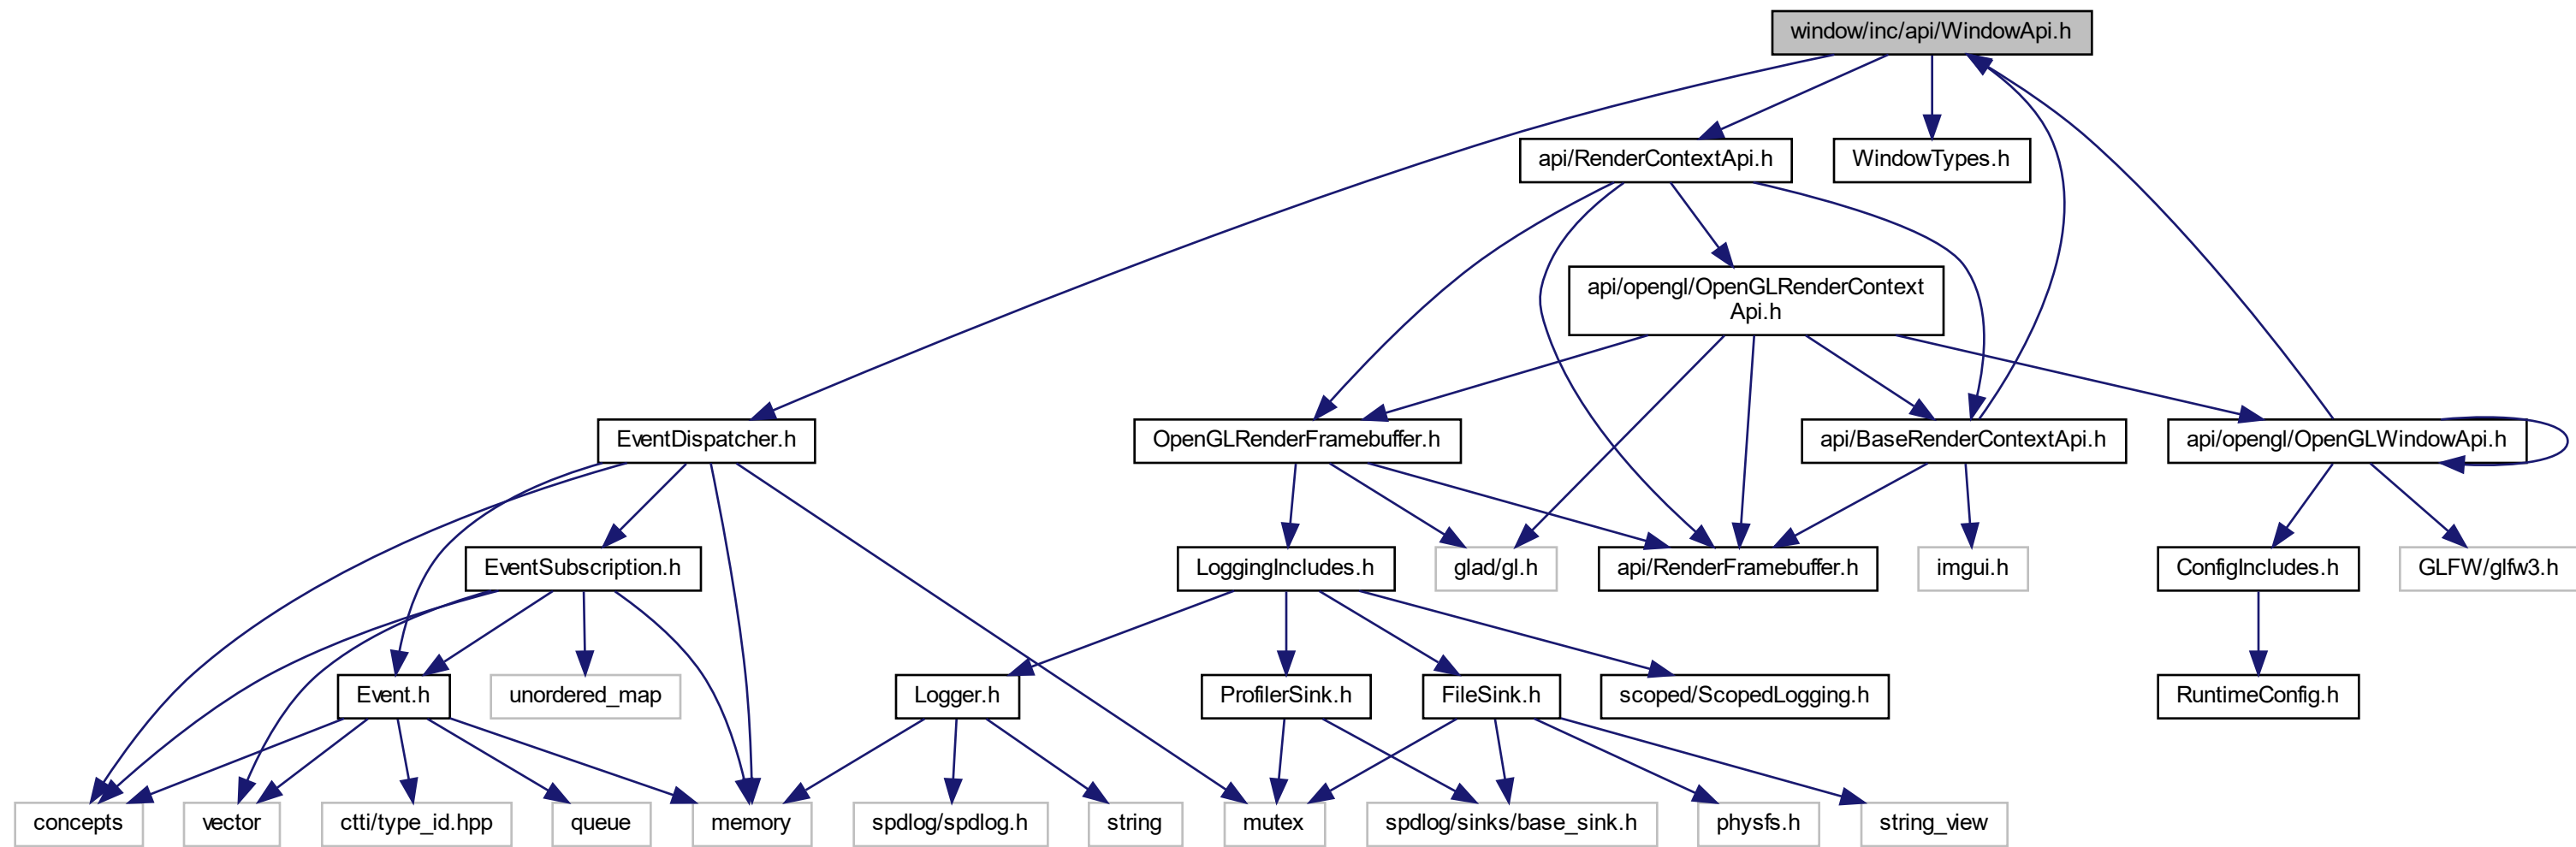 window/inc/api/WindowApi.h
api/RenderContextApi.h
WindowTypes.h
api/opengl/OpenGLRenderContext
Api.h
EventDispatcher.h
OpenGLRenderFramebuffer.h
api/BaseRenderContextApi.h
api/opengl/OpenGLWindowApi.h
EventSubscription.h
LoggingIncludes.h
glad/gl.h
api/RenderFramebuffer.h
imgui.h
ConfigIncludes.h
GLFW/glfw3.h
Event.h
unordered_map
Logger.h
ProfilerSink.h
FileSink.h
scoped/ScopedLogging.h
RuntimeConfig.h
concepts
vector
ctti/type_id.hpp
queue
memory
spdlog/spdlog.h
string
mutex
spdlog/sinks/base_sink.h
physfs.h
string_view